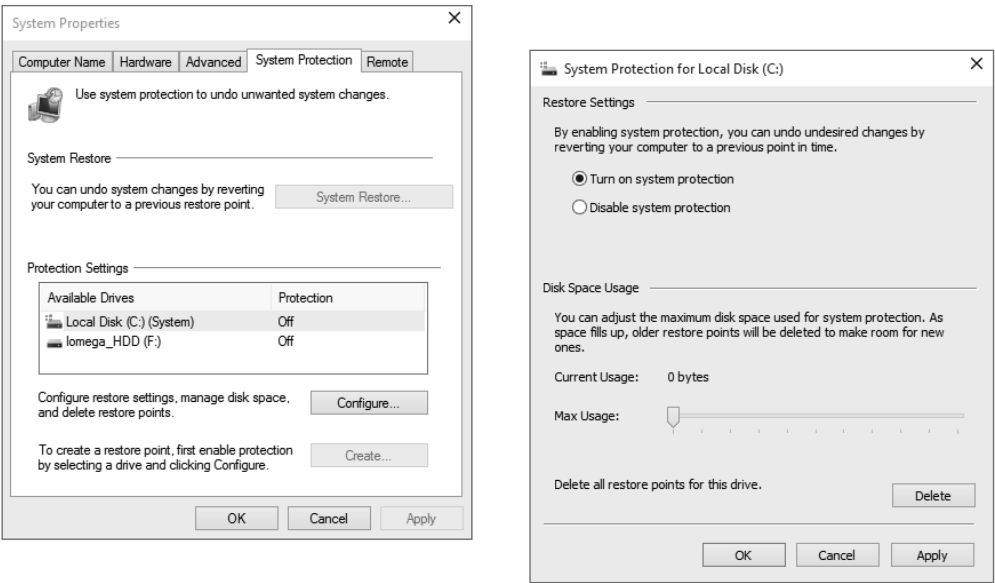 System Properties
Computer Name Hardware Advanced System Protection Remote
Use system protection to undo unwanted system changes.
System Restore
You can undo system changes by reverting
your computer to a previous restore point.
System Restore...
Protection Settings
Available Drives Protection
Local Disk (C:) (System) Off
Iomega_HDD (F:) Off
Configure restore settings, manage disk space,
and delete restore points.
Configure...
To create a restore point, first enable protection
by selecting a drive and clicking Configure.
Create...
OK Cancel Apply
System Protection for Local Disk (C:)
Restore Settings
By enabling system protection, you can undo undesired changes by
reverting your computer to a previous point in time.
Turn on system protection
Disable system protection
Disk Space Usage
You can adjust the maximum disk space used for system protection. As
space fills up, older restore points will be deleted to make room for new
ones.
Current Usage: 0 bytes
Max Usage:
Delete all restore points for this drive.
Delete
OK Cancel Apply